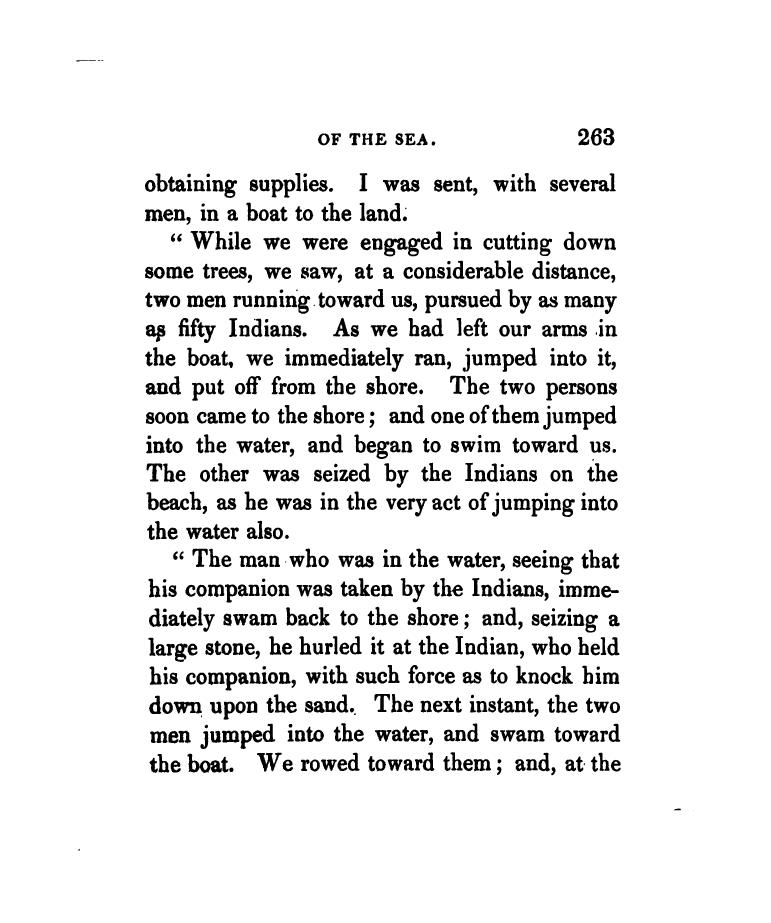 OF THE SEA. 263
obtaining supplies. I was sent, with several
men, in a boat to the land.
“ While we were engaged in cutting down
some trees, we saw, at a considerable distance,
two men running toward us, pursued by as many
as fifty Indians. As we had left our arms in
the boat, we immediately ran, jumped into it,
and put off from the shore. The two persons
soon came to the shore ; and one of them jumped
into the water, and began to swim toward us.
The other was seized by the Indians on the
beach, as he was in the very act of jumping into
the water also.
“ The man who was in the water, seeing that
his companion was taken by the Indians, imme-
diately swam back to the shore ; and, seizing a
large stone, he hurled it at the Indian, who held
his companion, with such force as to knock him
down upon the sand. The next instant, the two
men jumped into the water, and swam toward
the boat. We rowed toward them ; and, at the